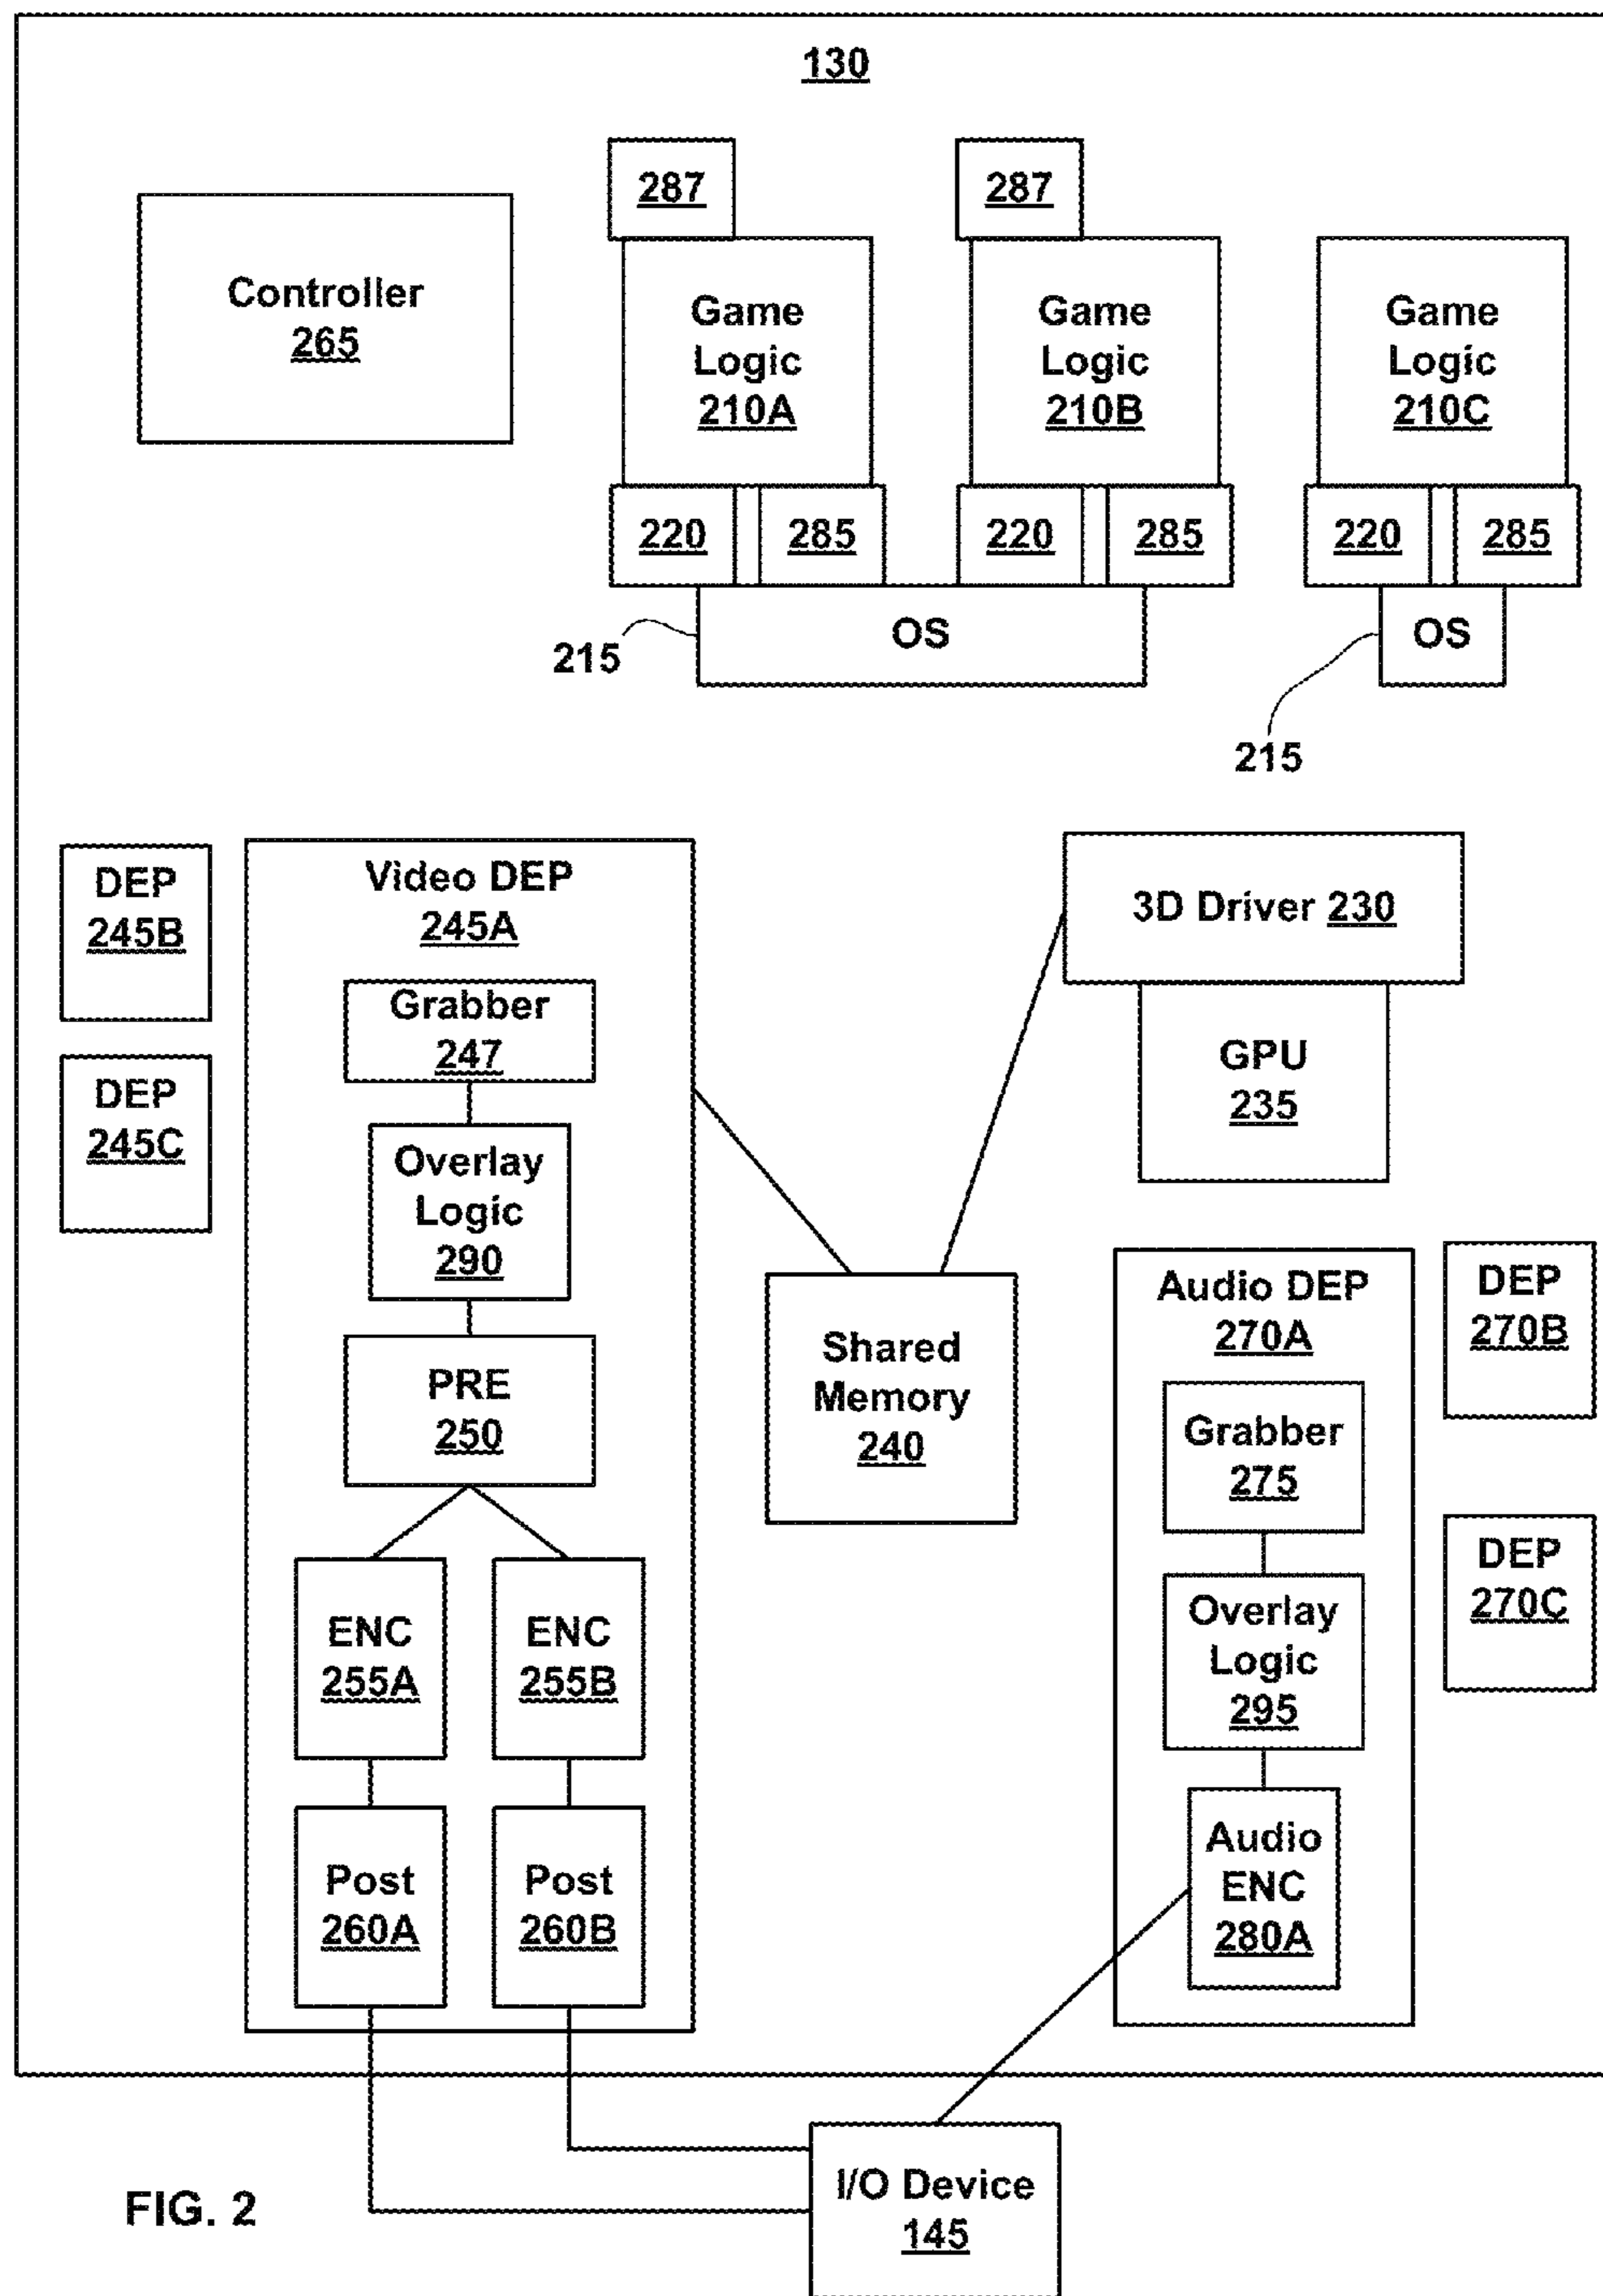 130
287
287
Controller
265
Game
Logic
210A
Game
Logic
210B
Game
Logic
210C
220
285
220
285
220
285
OS
OS
215
215
DEP
245B
DEP
245C
Video DEP
245A
Grabber
247
Overlay
Logic
290
PRE
250
ENC
255A
ENC
255B
Post
260A
Post
260B
3D Driver 230
GPU
235
Shared
Memory
240
Audio DEP
270A
Grabber
275
Overlay
Logic
295
Audio
ENC
280A
DEP
270B
DEP
270C
I/O Device
145
FIG. 2